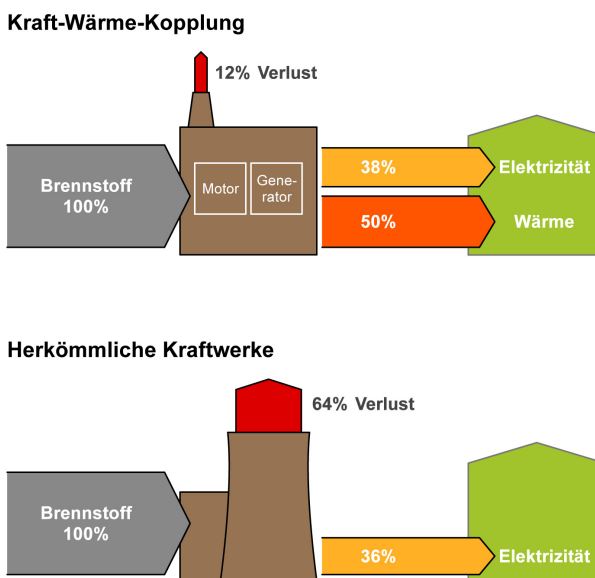 Kraft-Wärme-Kopplung
12% Verlust
Brennstoff
100%
Motor
Gene-
rator
38%
Elektrizität
50%
Wärme
Herkömmliche Kraftwerke
64% Verlust
Brennstoff
100%
36%
Elektrizität